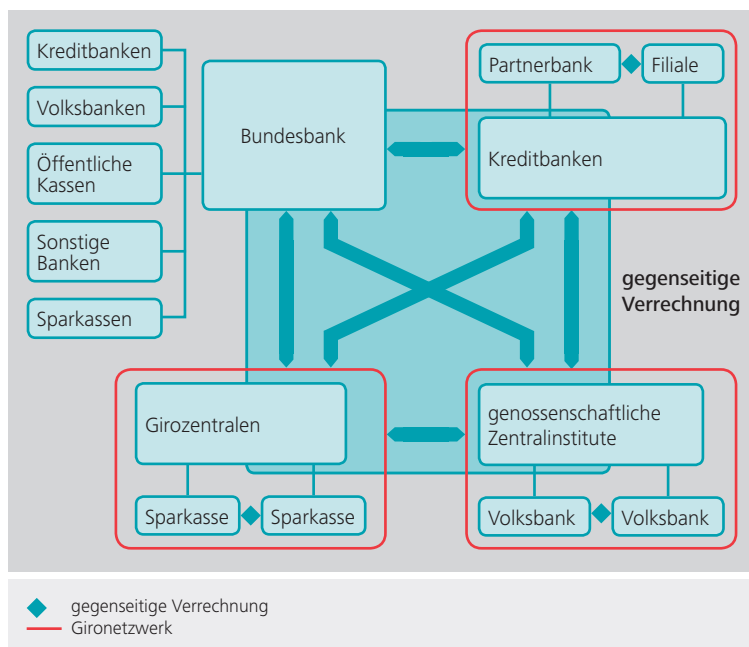 Kreditbanken
Volksbanken
Öffentliche
Kassen
Sonstige
Banken
Sparkassen
Bundesbank
Partnerbank
Filiale
Kreditbanken
gegenseitige
Verrechnung
Girozentralen
Sparkasse
Sparkasse
genossenschaftliche
Zentralinstitute
Volksbank
Volksbank
gegenseitige Verrechnung
Gironetzwerk